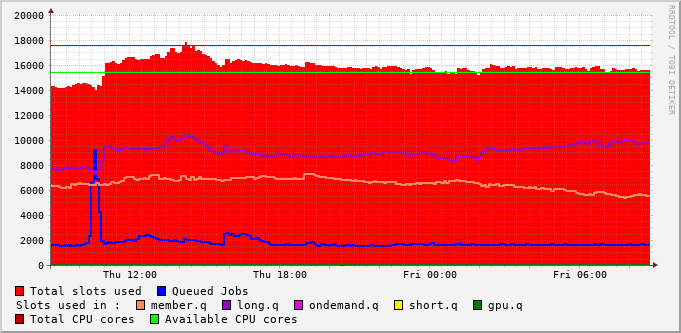 20000
18000
16000
14000
12000
10000
8000
6000
4000
2000
0
Thu 12:00 Thu 18:00 Fri 00:00 Fri 06:00
RRDTOOL / TOBI OETIKER
Total slots used Queued Jobs
Slots used in : member.q long.q ondemand.q short.q gpu.q
Total CPU cores Available CPU cores